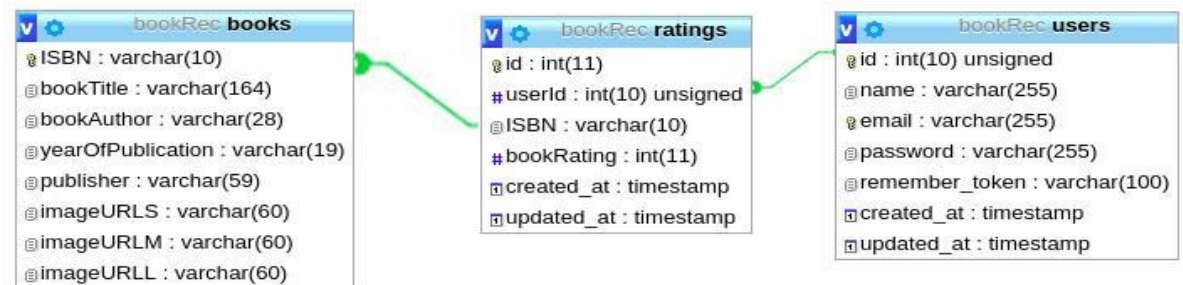 bookRec books
ISBN : varchar(10)
bookTitle : varchar(164)
bookAuthor : varchar(28)
yearOfPublication : varchar(19)
publisher : varchar(59)
imageURLS : varchar(60)
imageURLM : varchar(60)
imageURLL : varchar(60)
bookRec ratings
id : int(11)
# userId : int(10) unsigned
ISBN : varchar(10)
# bookRating : int(11)
created_at : timestamp
updated_at : timestamp
bookRec users
id : int(10) unsigned
name : varchar(255)
email : varchar(255)
password : varchar(255)
remember_token : varchar(100)
created_at : timestamp
updated_at : timestamp